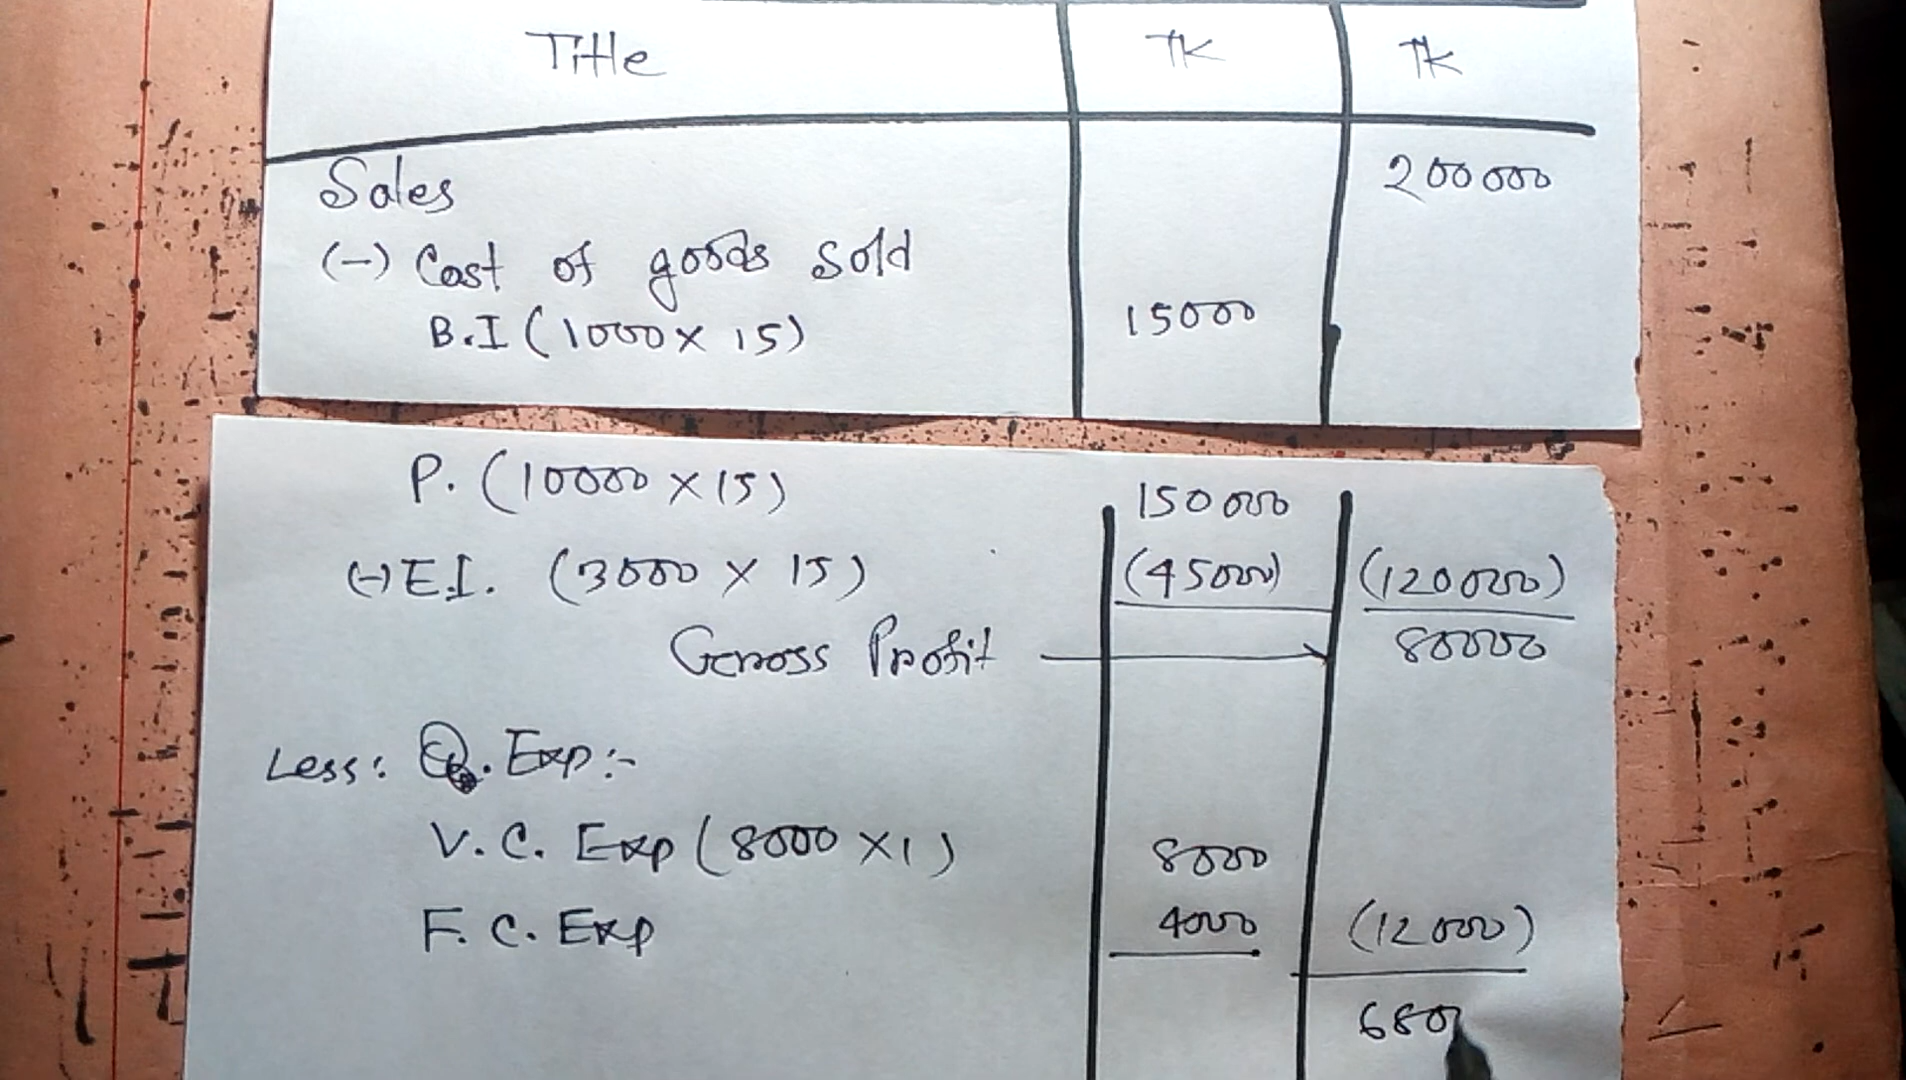 Title TK TK
Sales 200000
(-) Cost of goods sold
B.I (1000 × 15) 15000
P. (10000 × 15) 150000
(-) E.I. (3000 × 15) (45000) (120000)
Gross Profit → 80000
Less: O. Exp :-
V. C. Exp (8000 × 1) 8000
F. C. Exp 4000 (12000)
680